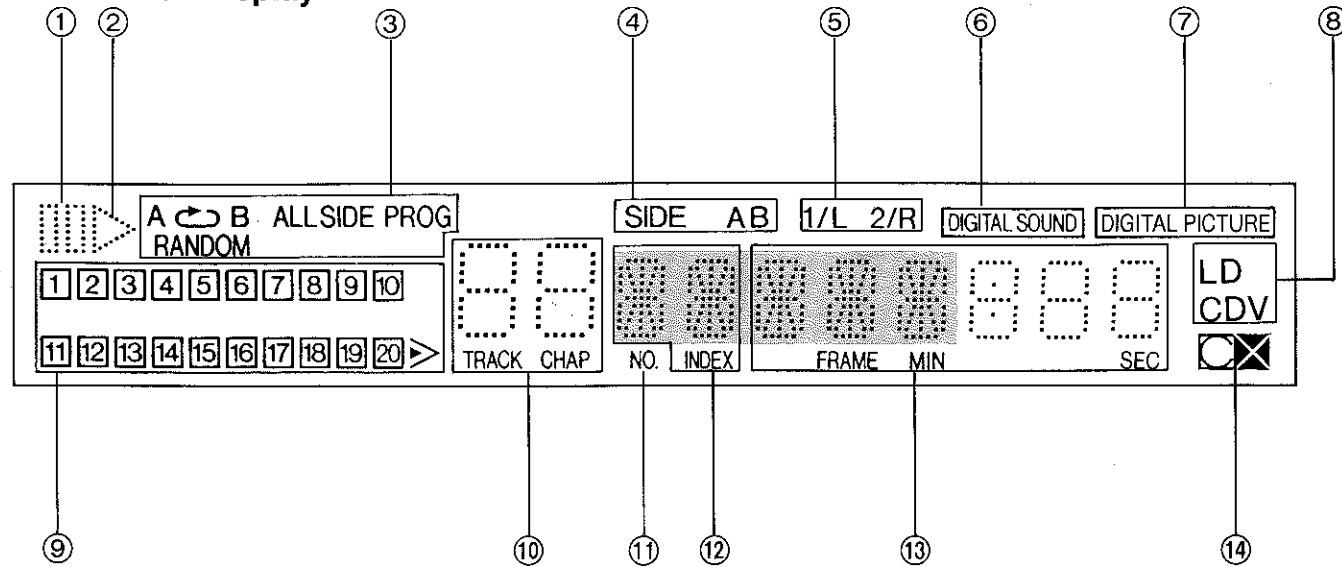 ① ② ③ ④ ⑤ ⑥ ⑦ ⑧
A B ALL SIDE PROG
RANDOM
SIDE A B
1/L 2/R
DIGITAL SOUND
DIGITAL PICTURE
LD
CDV
1 2 3 4 5 6 7 8 9 10
11 12 13 14 15 16 17 18 19 20
TRACK CHAP NO. INDEX FRAME MIN SEC
⑨ ⑩ ⑪ ⑫ ⑬ ⑭